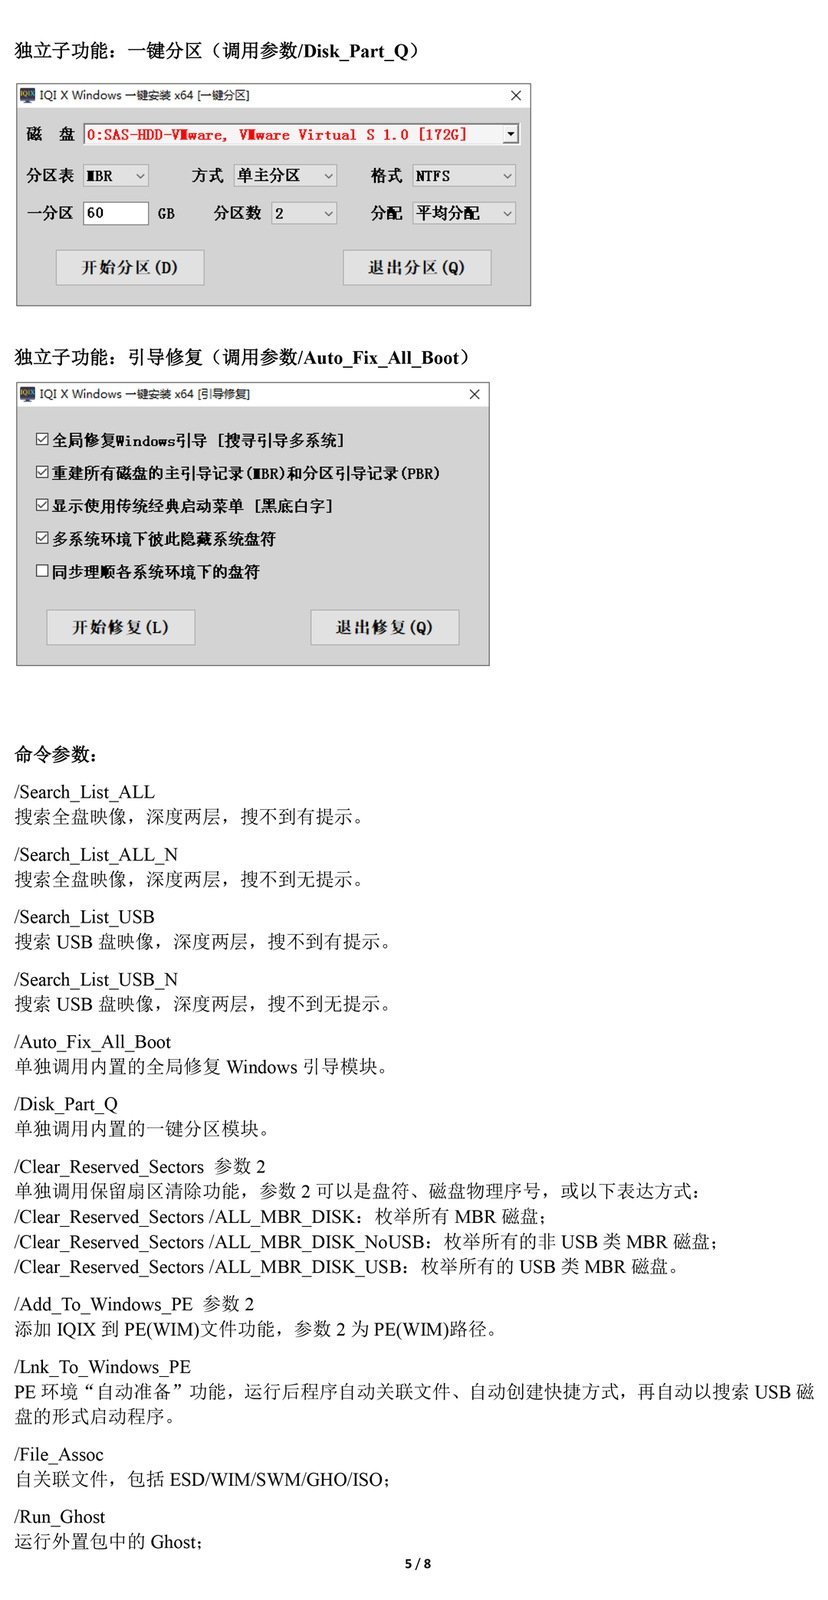 独立子功能：一键分区（调用参数/Disk_Part_Q）
IQI X Windows 一键安装 x64 [一键分区]
磁 盘 0:SAS-HDD-VMware, VMware Virtual S 1.0 [172G]
分区表 MBR 方式 单主分区 格式 NTFS
一分区 60 GB 分区数 2 分配 平均分配
开始分区(D) 退出分区(Q)
独立子功能：引导修复（调用参数/Auto_Fix_All_Boot）
IQI X Windows 一键安装 x64 [引导修复]
全局修复Windows引导 [搜寻引导多系统]
重建所有磁盘的主引导记录(MBR)和分区引导记录(PBR)
显示使用传统经典启动菜单 [黑底白字]
多系统环境下彼此隐藏系统盘符
同步理顺各系统环境下的盘符
开始修复(L) 退出修复(Q)
命令参数：
/Search_List_ALL
搜索全盘映像，深度两层，搜不到有提示。
/Search_List_ALL_N
搜索全盘映像，深度两层，搜不到无提示。
/Search_List_USB
搜索 USB 盘映像，深度两层，搜不到有提示。
/Search_List_USB_N
搜索 USB 盘映像，深度两层，搜不到无提示。
/Auto_Fix_All_Boot
单独调用内置的全局修复 Windows 引导模块。
/Disk_Part_Q
单独调用内置的一键分区模块。
/Clear_Reserved_Sectors 参数 2
单独调用保留扇区清除功能，参数 2 可以是盘符、磁盘物理序号，或以下表达方式：
/Clear_Reserved_Sectors /ALL_MBR_DISK：枚举所有 MBR 磁盘；
/Clear_Reserved_Sectors /ALL_MBR_DISK_NoUSB：枚举所有的非 USB 类 MBR 磁盘；
/Clear_Reserved_Sectors /ALL_MBR_DISK_USB：枚举所有的 USB 类 MBR 磁盘。
/Add_To_Windows_PE 参数 2
添加 IQIX 到 PE(WIM)文件功能，参数 2 为 PE(WIM)路径。
/Lnk_To_Windows_PE
PE 环境“自动准备”功能，运行后程序自动关联文件、自动创建快捷方式，再自动以搜索 USB 磁
盘的形式启动程序。
/File_Assoc
自关联文件，包括 ESD/WIM/SWM/GHO/ISO；
/Run_Ghost
运行外置包中的 Ghost；
5 / 8